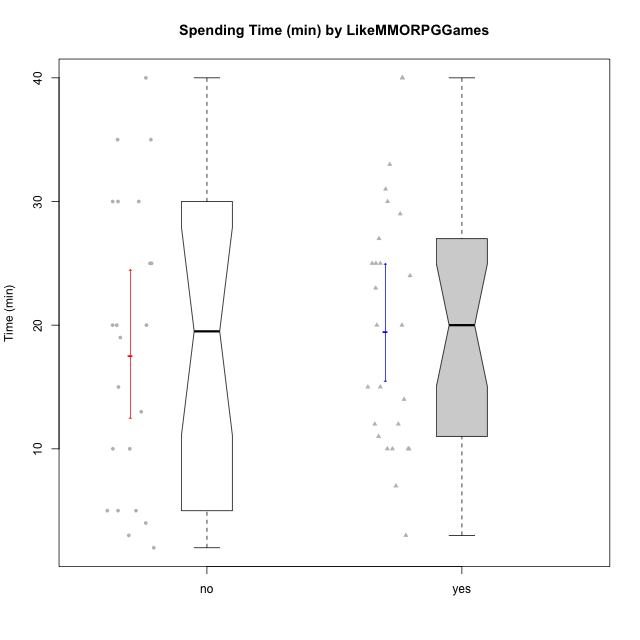 Spending Time (min) by LikeMMORPGGames
Time (min)
40
30
20
10
no
yes